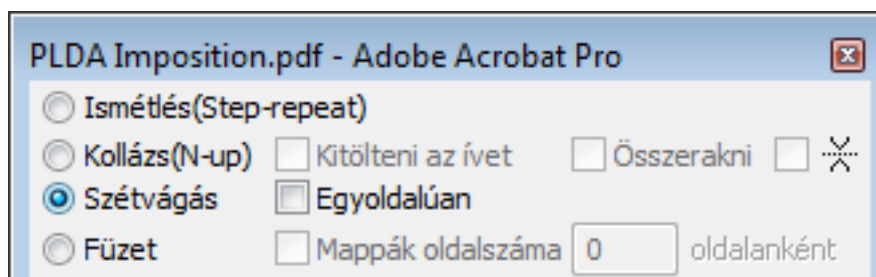 PLDA Imposition.pdf - Adobe Acrobat Pro
Ismétlés(Step-repeat)
Kollázs(N-up) Kitölteni az ívet Összerakni
Szétvágás Egyoldalúan
Füzet Mappák oldalszáma 0 oldalanként